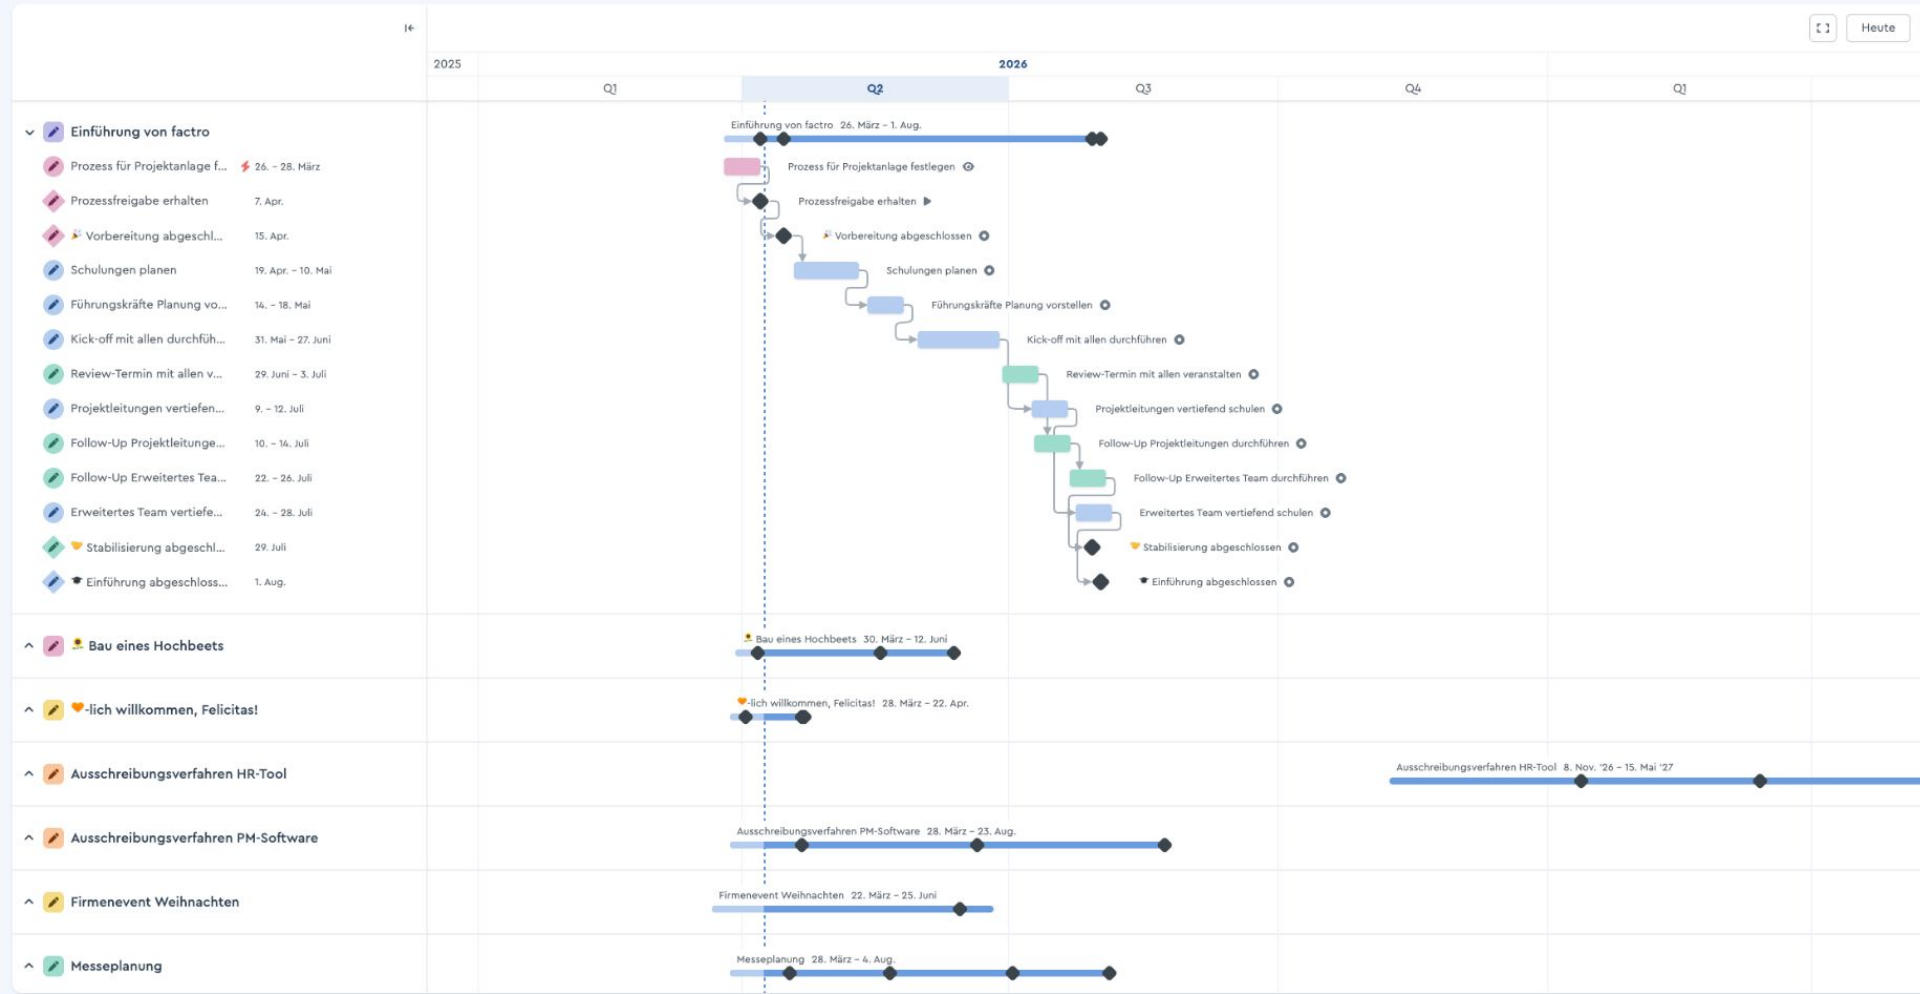 Heute
2025
2026
Q1
Q2
Q3
Q4
Q1
Einführung von factro
Einführung von factro 26. März – 1. Aug.
Prozess für Projektanlage f... 26. – 28. März
Prozess für Projektanlage festlegen
Prozessfreigabe erhalten 7. Apr.
Prozessfreigabe erhalten
Vorbereitung abgeschl... 15. Apr.
Vorbereitung abgeschlossen
Schulungen planen 19. Apr. – 10. Mai
Schulungen planen
Führungskräfte Planung vo... 14. – 18. Mai
Führungskräfte Planung vorstellen
Kick-off mit allen durchfüh... 31. Mai – 27. Juni
Kick-off mit allen durchführen
Review-Termin mit allen v... 29. Juni – 3. Juli
Review-Termin mit allen veranstalten
Projektleitungen vertiefen... 9. – 12. Juli
Projektleitungen vertiefend schulen
Follow-Up Projektleitunge... 10. – 14. Juli
Follow-Up Projektleitungen durchführen
Follow-Up Erweitertes Tea... 22. – 26. Juli
Follow-Up Erweitertes Team durchführen
Erweitertes Team vertiefe... 24. – 28. Juli
Erweitertes Team vertiefend schulen
Stabilisierung abgeschl... 29. Juli
Stabilisierung abgeschlossen
Einführung abgeschloss... 1. Aug.
Einführung abgeschlossen
Bau eines Hochbeets
Bau eines Hochbeets 30. März – 12. Juni
🧡-lich willkommen, Felicitas!
🧡-lich willkommen, Felicitas! 28. März – 22. Apr.
Ausschreibungsverfahren HR-Tool
Ausschreibungsverfahren HR-Tool 8. Nov. '26 – 15. Mai '27
Ausschreibungsverfahren PM-Software
Ausschreibungsverfahren PM-Software 28. März – 23. Aug.
Firmenevent Weihnachten
Firmenevent Weihnachten 22. März – 25. Juni
Messeplanung
Messeplanung 28. März – 4. Aug.